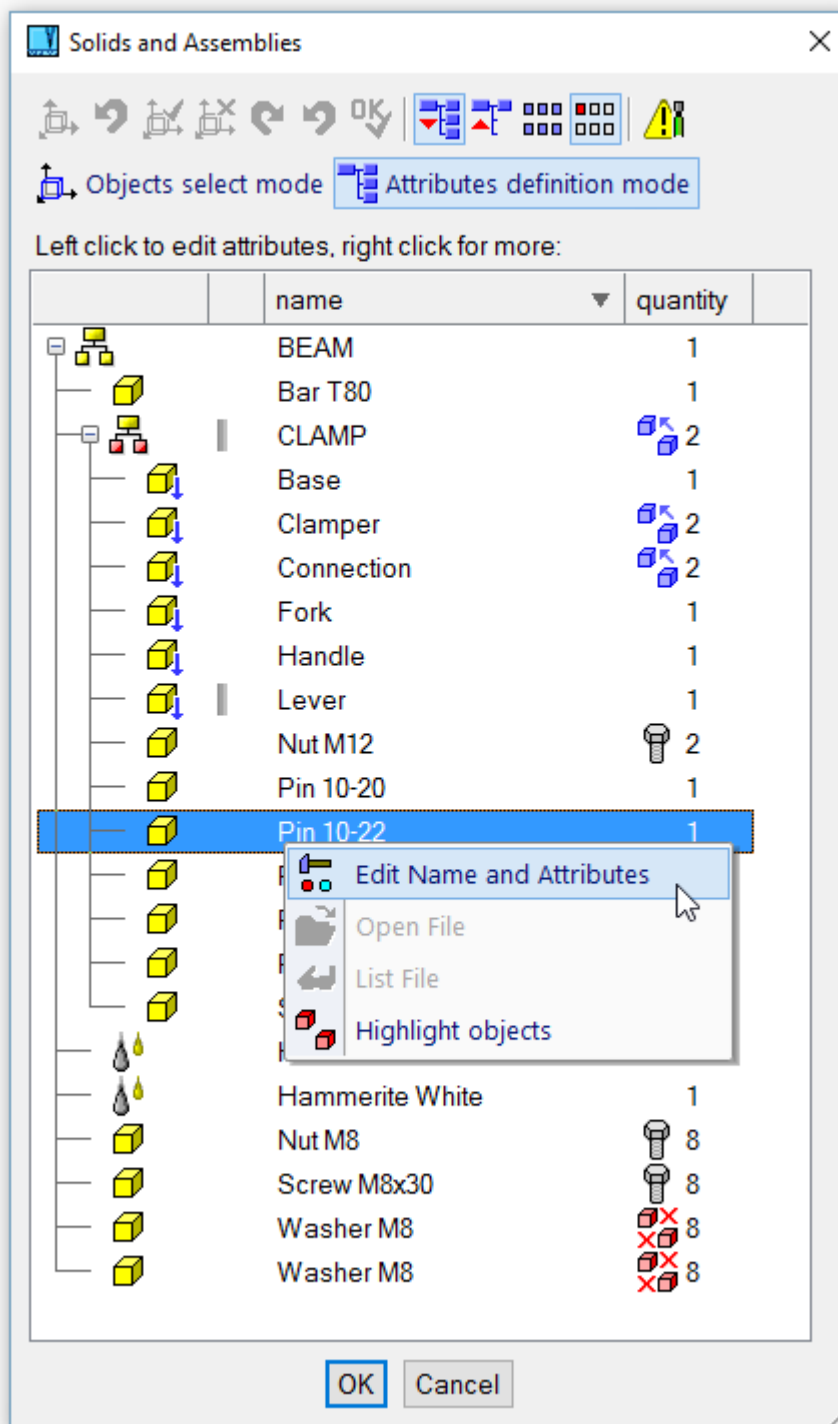 Solids and Assemblies
OK
Objects select mode Attributes definition mode
Left click to edit attributes, right click for more:
name quantity
BEAM 1
Bar T80 1
CLAMP 2
Base 1
Clamper 2
Connection 2
Fork 1
Handle 1
Lever 1
Nut M12 2
Pin 10-20 1
Pin 10-22 1
Edit Name and Attributes
Open File
List File
Highlight objects
Hammerite White 1
Nut M8 8
Screw M8x30 8
Washer M8 8
Washer M8 8
OK Cancel